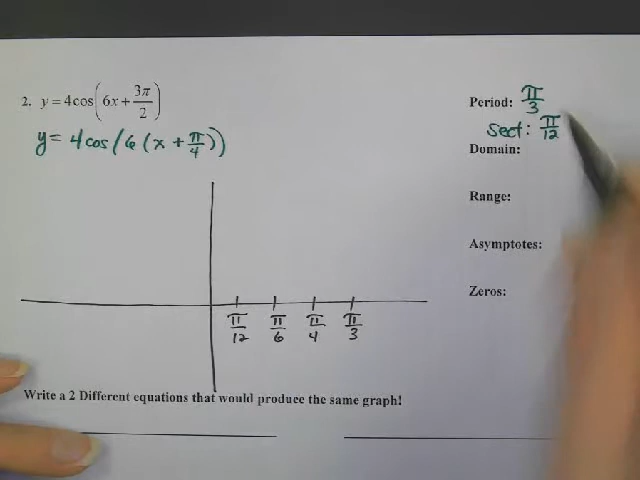 2. y = 4cos(6x + 3π/2)
y = 4cos(6(x + π/4))
Period: π/3
sect: π/12
Domain:
Range:
Asymptotes:
Zeros:
π/12 π/6 π/4 π/3
Write a 2 Different equations that would produce the same graph!